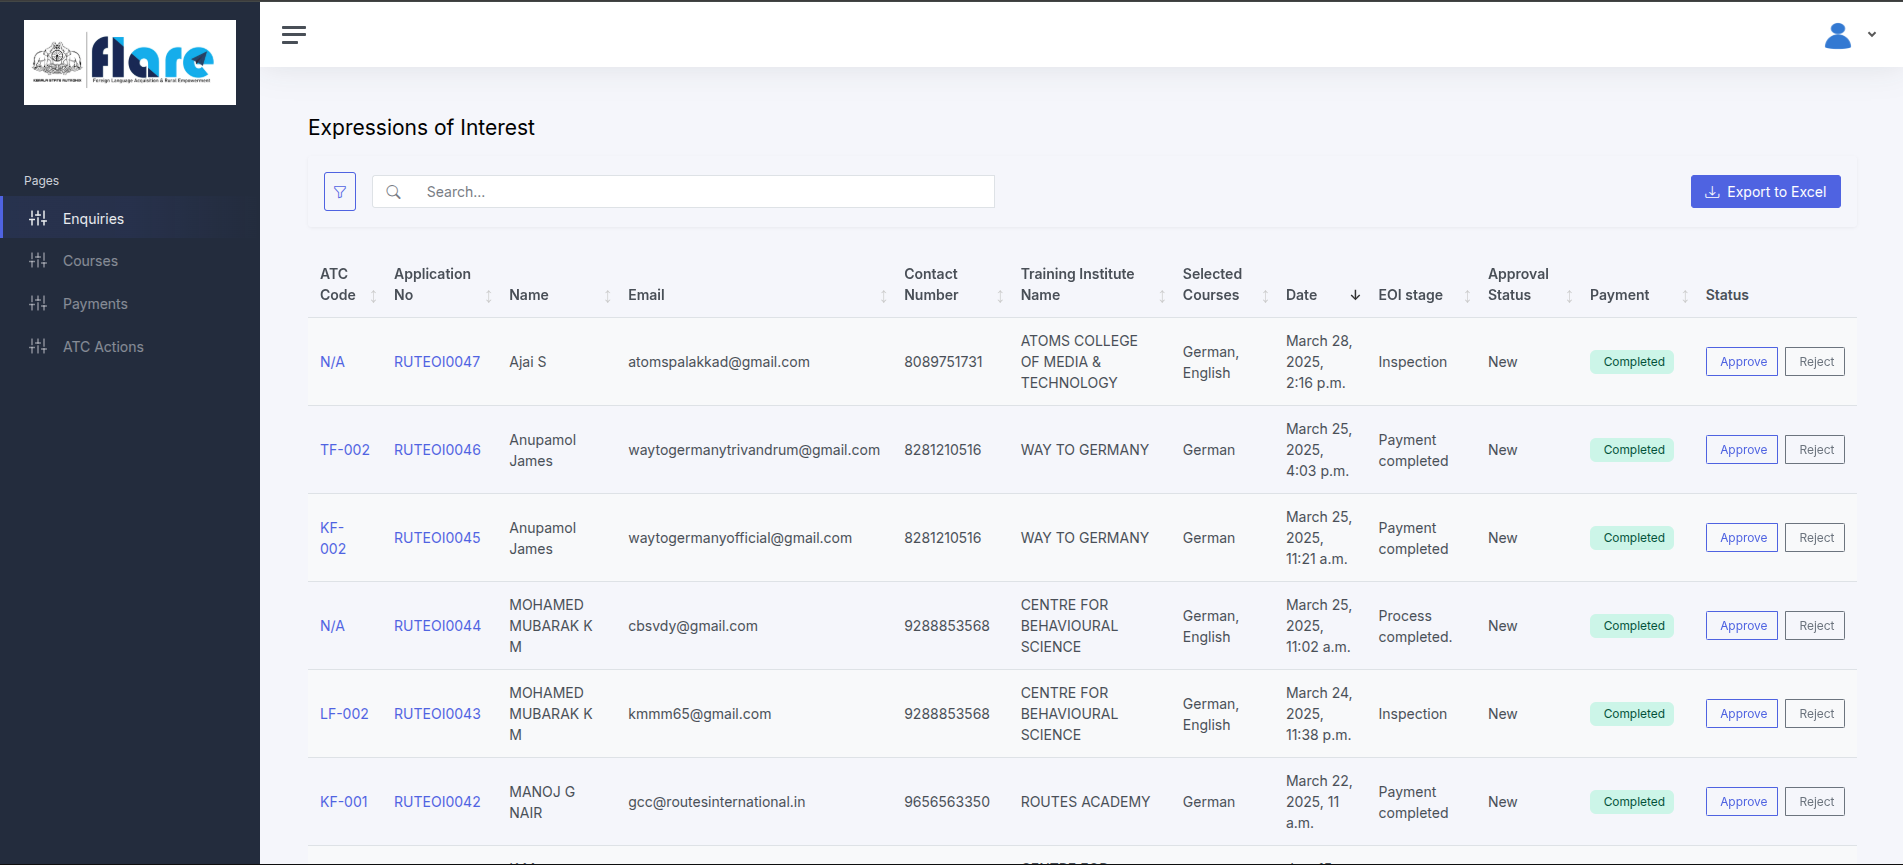 flare
Foreign Language Acquisition & Rural Empowerment
Pages
Enquiries
Courses
Payments
ATC Actions
Expressions of Interest
Search...
Export to Excel
ATC Code Application No Name Email Contact Number Training Institute Name Selected Courses Date EOI stage Approval Status Payment Status
N/A RUTEOI0047 Ajai S atomspalakkad@gmail.com 8089751731 ATOMS COLLEGE OF MEDIA & TECHNOLOGY German, English March 28, 2025, 2:16 p.m. Inspection New Completed Approve Reject
TF-002 RUTEOI0046 Anupamol James waytogermanytrivandrum@gmail.com 8281210516 WAY TO GERMANY German March 25, 2025, 4:03 p.m. Payment completed New Completed Approve Reject
KF-002 RUTEOI0045 Anupamol James waytogermanyofficial@gmail.com 8281210516 WAY TO GERMANY German March 25, 2025, 11:21 a.m. Payment completed New Completed Approve Reject
N/A RUTEOI0044 MOHAMED MUBARAK K M cbsvdy@gmail.com 9288853568 CENTRE FOR BEHAVIOURAL SCIENCE German, English March 25, 2025, 11:02 a.m. Process completed. New Completed Approve Reject
LF-002 RUTEOI0043 MOHAMED MUBARAK K M kmmm65@gmail.com 9288853568 CENTRE FOR BEHAVIOURAL SCIENCE German, English March 24, 2025, 11:38 p.m. Inspection New Completed Approve Reject
KF-001 RUTEOI0042 MANOJ G NAIR gcc@routesinternational.in 9656563350 ROUTES ACADEMY German March 22, 2025, 11 a.m. Payment completed New Completed Approve Reject